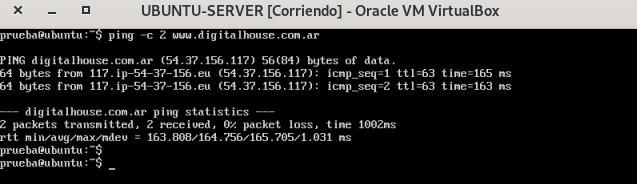 UBUNTU-SERVER [Corriendo] - Oracle VM VirtualBox
prueba@ubuntu:~$ ping -c 2 www.digitalhouse.com.ar
PING digitalhouse.com.ar (54.37.156.117) 56(84) bytes of data.
64 bytes from 117.ip-54-37-156.eu (54.37.156.117): icmp_seq=1 ttl=63 time=165 ms
64 bytes from 117.ip-54-37-156.eu (54.37.156.117): icmp_seq=2 ttl=63 time=163 ms
--- digitalhouse.com.ar ping statistics ---
2 packets transmitted, 2 received, 0% packet loss, time 1002ms
rtt min/avg/max/mdev = 163.808/164.756/165.705/1.031 ms
prueba@ubuntu:~$
prueba@ubuntu:~$ _